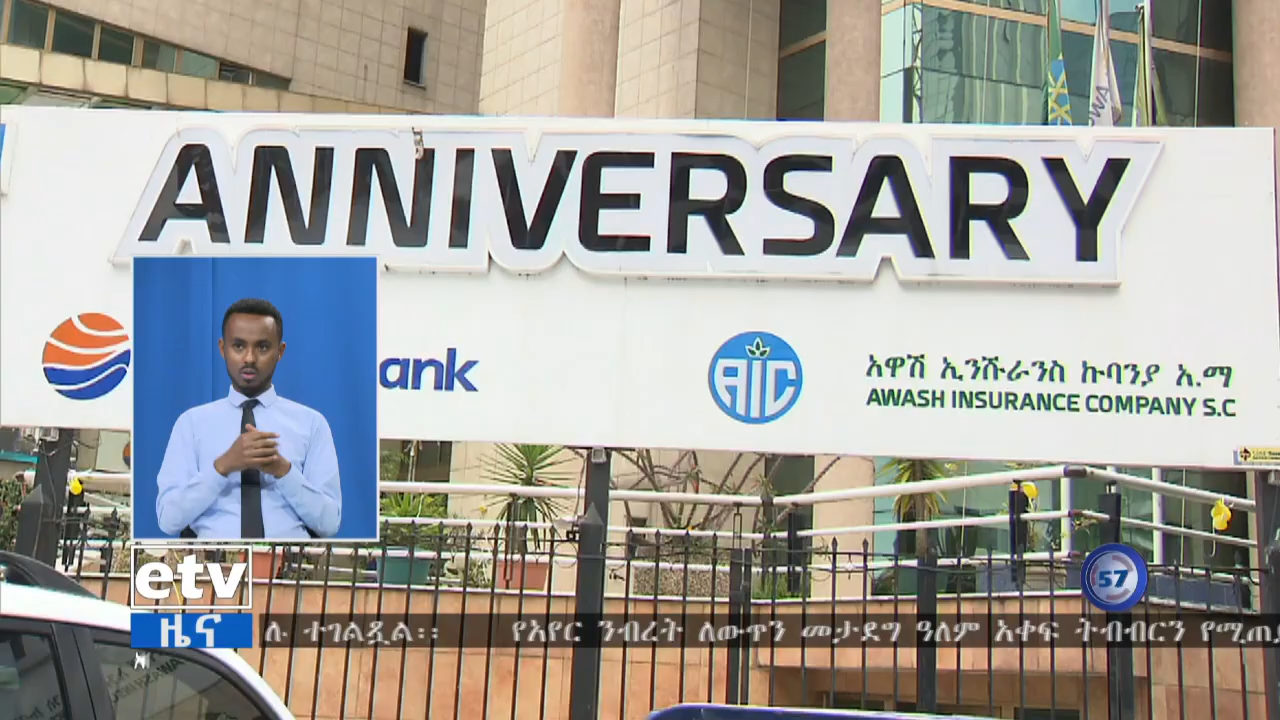 ANNIVERSARY
ank
AIC
አዋሽ ኢንሹራንስ ኩባንያ አ.ማ
AWASH INSURANCE COMPANY S.C
57
etv
ዜና
ሉ ተገልጿል፡፡ የአየር ንብረት ለውጥን መታደግ ዓለም አቀፍ ትብብርን የሚጠ